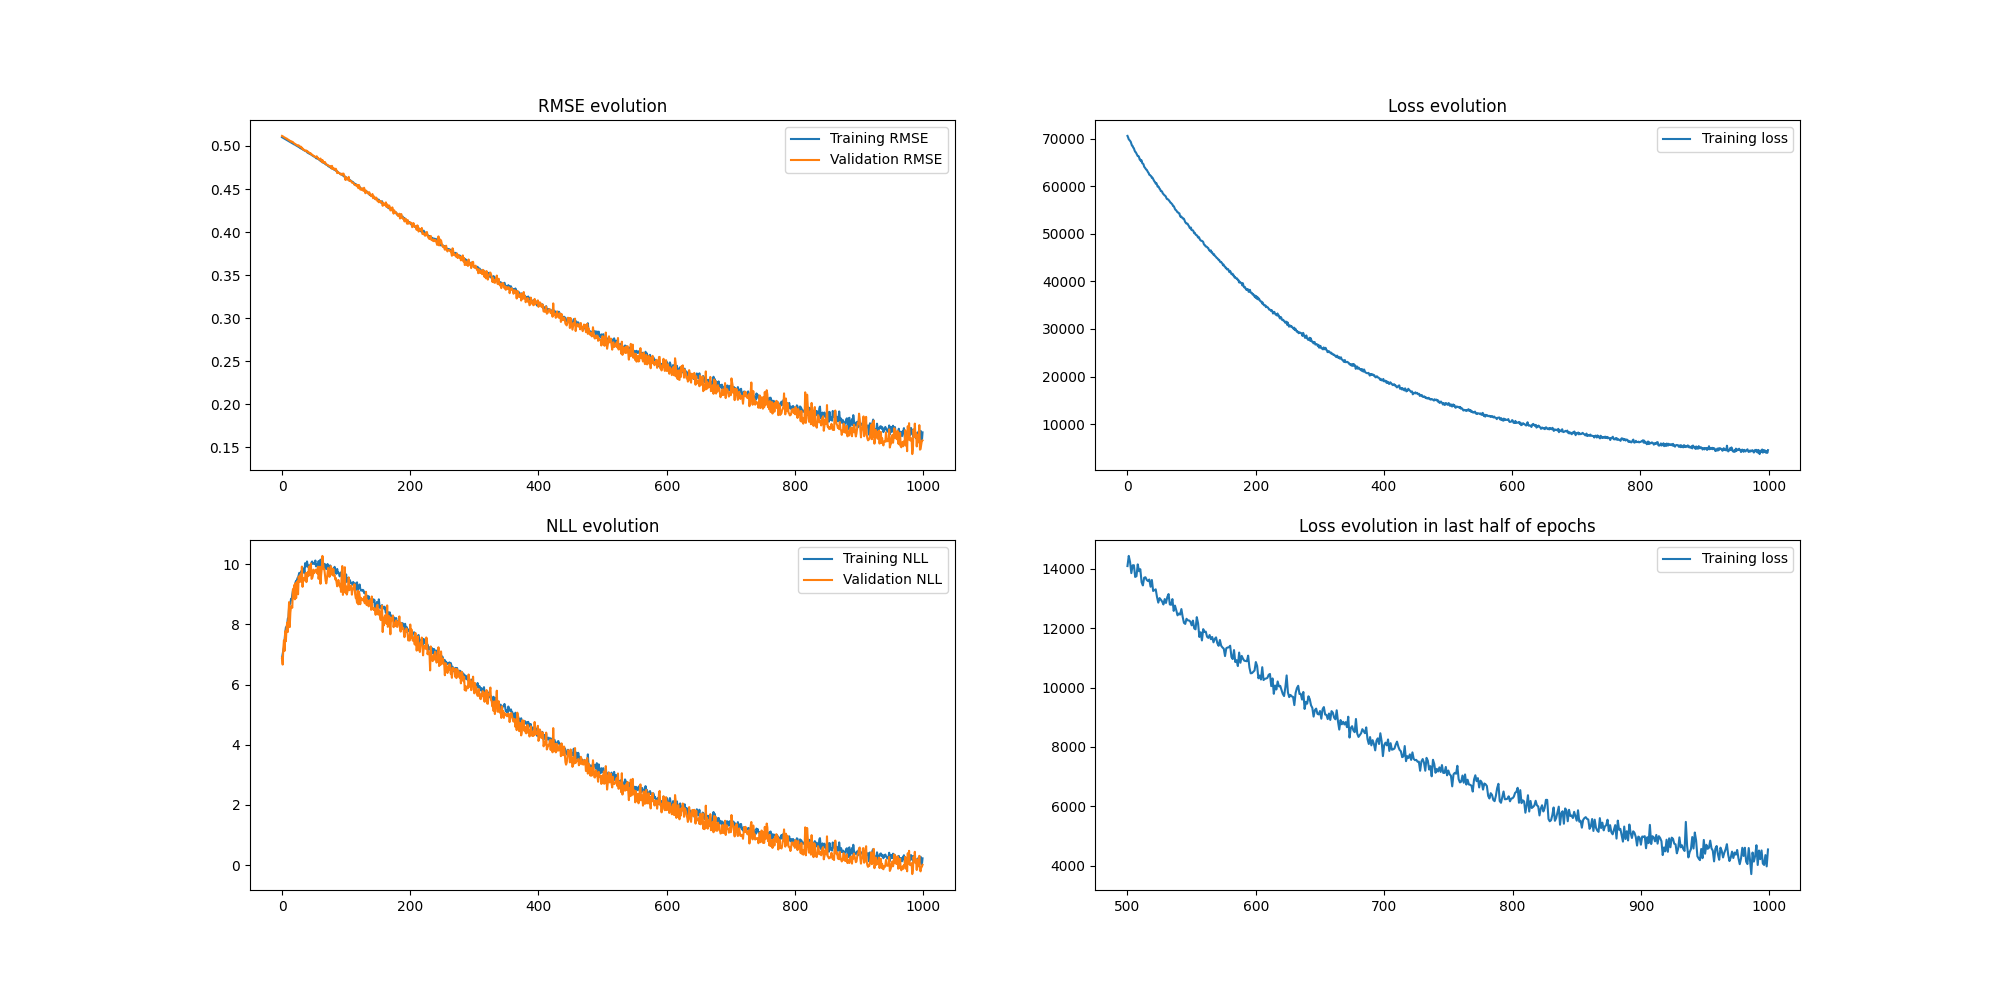 RMSE evolution
Training RMSE
Validation RMSE
0.50
0.45
0.40
0.35
0.30
0.25
0.20
0.15
0 200 400 600 800 1000
Loss evolution
Training loss
70000
60000
50000
40000
30000
20000
10000
0 200 400 600 800 1000
NLL evolution
Training NLL
Validation NLL
10
8
6
4
2
0
0 200 400 600 800 1000
Loss evolution in last half of epochs
Training loss
14000
12000
10000
8000
6000
4000
500 600 700 800 900 1000